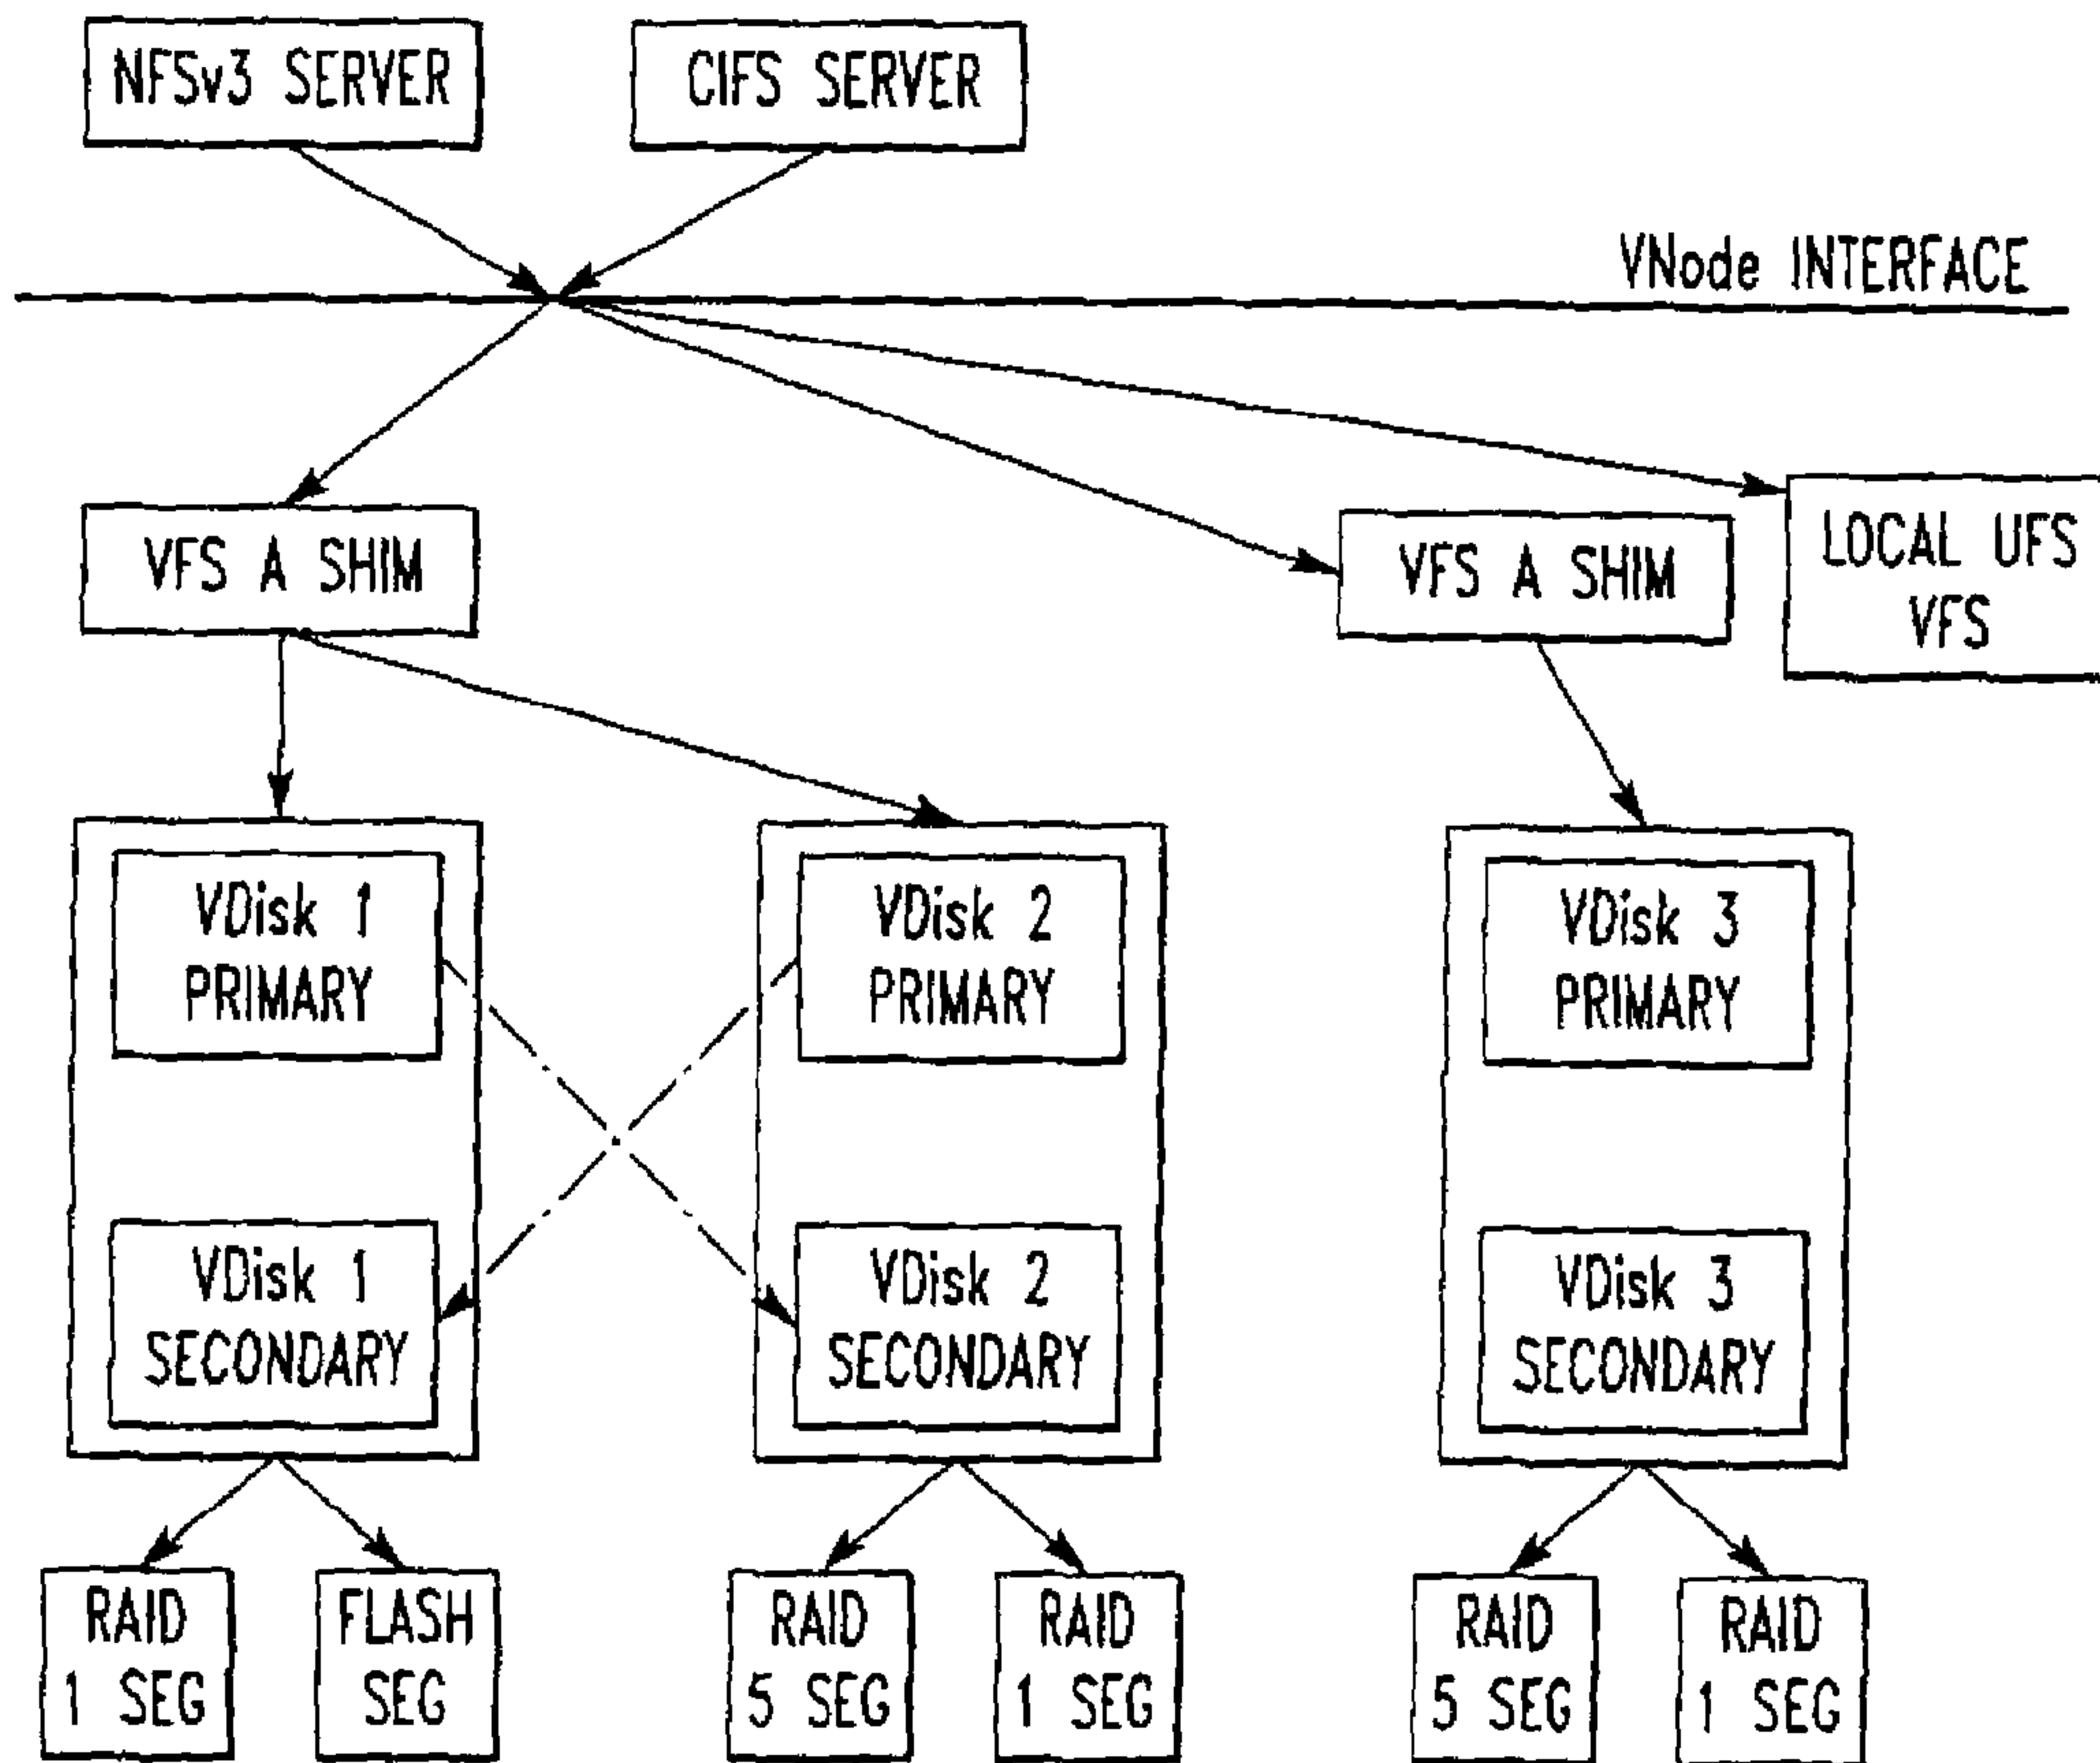 NFSv3 SERVER
CIFS SERVER
VNode INTERFACE
VFS A SHIM
VFS A SHIM
LOCAL UFS
VFS
VDisk 1
PRIMARY
VDisk 2
PRIMARY
VDisk 3
PRIMARY
VDisk 1
SECONDARY
VDisk 2
SECONDARY
VDisk 3
SECONDARY
RAID
1 SEG
FLASH
SEG
RAID
5 SEG
RAID
1 SEG
RAID
5 SEG
RAID
1 SEG